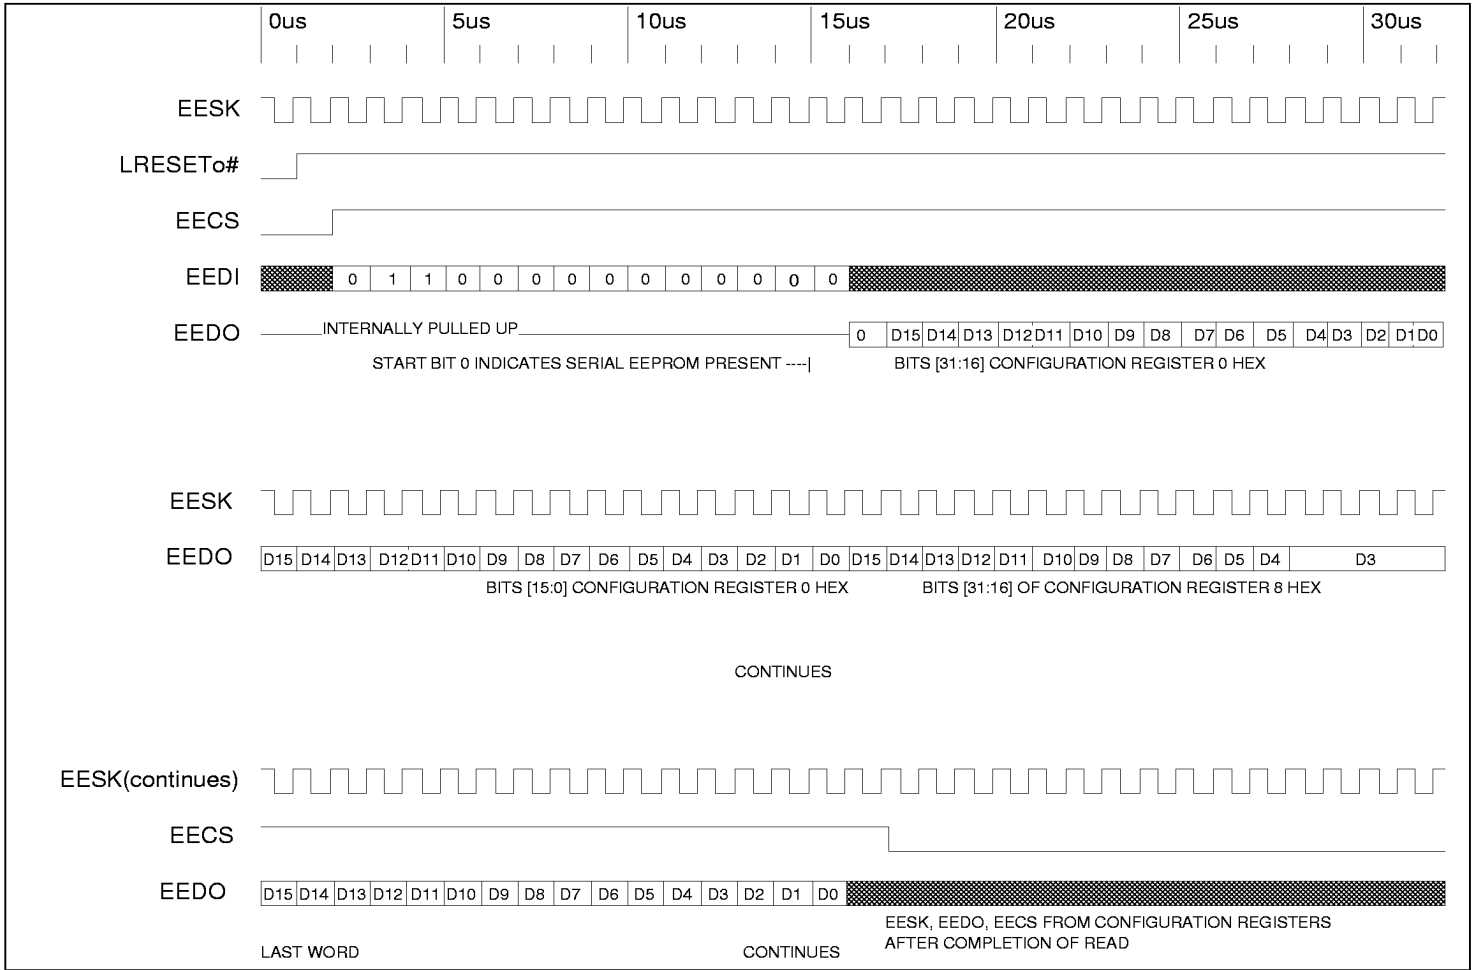 0us 5us 10us 15us 20us 25us 30us
EESK
LRESETo#
EECS
EEDI 0 1 1 0 0 0 0 0 0 0 0 0 0 0
EEDO INTERNALLY PULLED UP 0 D15 D14 D13 D12 D11 D10 D9 D8 D7 D6 D5 D4 D3 D2 D1 D0
START BIT 0 INDICATES SERIAL EEPROM PRESENT ----| BITS [31:16] CONFIGURATION REGISTER 0 HEX
EESK
EEDO D15 D14 D13 D12 D11 D10 D9 D8 D7 D6 D5 D4 D3 D2 D1 D0 D15 D14 D13 D12 D11 D10 D9 D8 D7 D6 D5 D4 D3
BITS [15:0] CONFIGURATION REGISTER 0 HEX BITS [31:16] OF CONFIGURATION REGISTER 8 HEX
CONTINUES
EESK(continues)
EECS
EEDO D15 D14 D13 D12 D11 D10 D9 D8 D7 D6 D5 D4 D3 D2 D1 D0
EESK, EEDO, EECS FROM CONFIGURATION REGISTERS
AFTER COMPLETION OF READ
LAST WORD CONTINUES